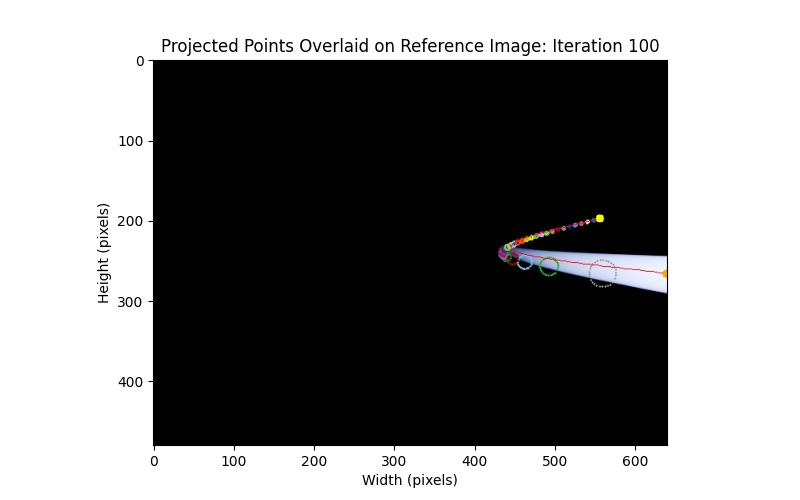 Projected Points Overlaid on Reference Image: Iteration 100
0
100
200
300
400
Height (pixels)
0 100 200 300 400 500 600
Width (pixels)